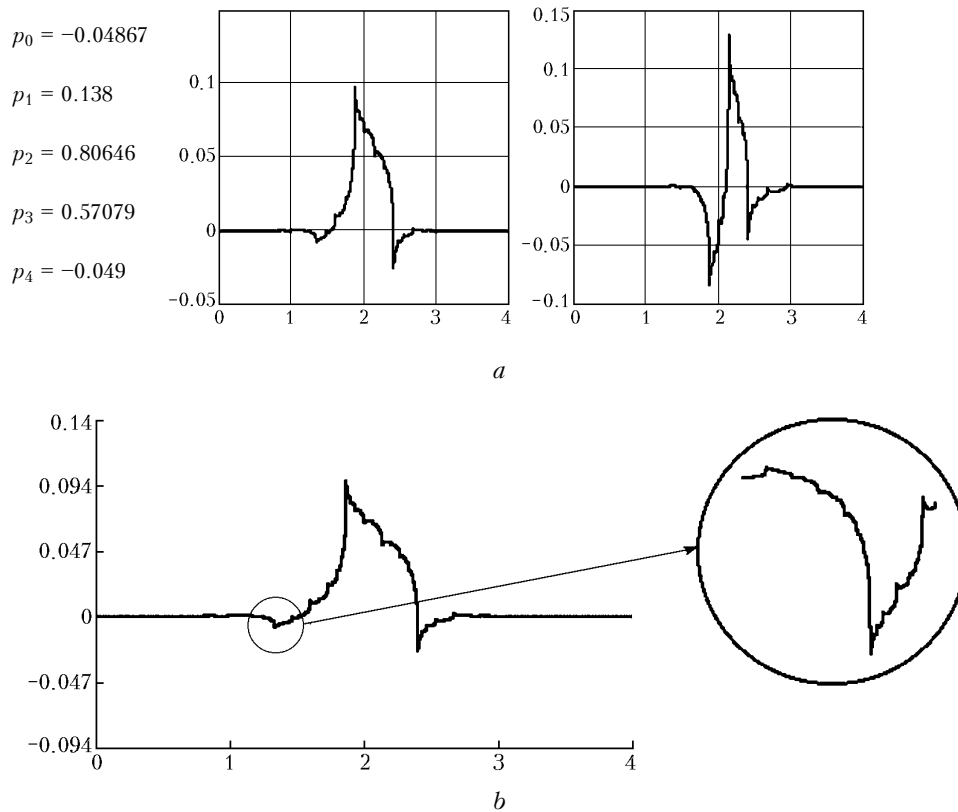 p₀ = −0.04867
p₁ = 0.138
p₂ = 0.80646
p₃ = 0.57079
p₄ = −0.049
0.1
0.05
0
−0.05
0 1 2 3 4
0.15
0.1
0.05
0
−0.05
−0.1
0 1 2 3 4
a
0.14
0.094
0.047
0
−0.047
−0.094
0 1 2 3 4
b